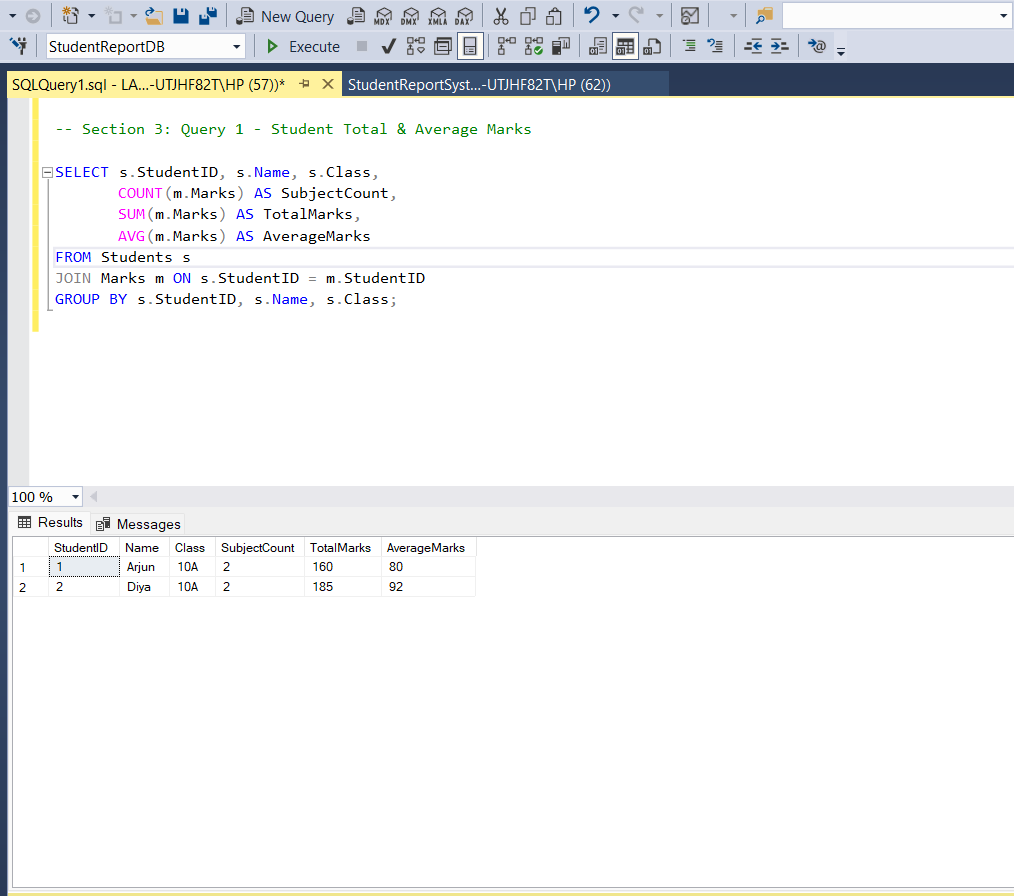 New Query
MDX DMX XMLA DAX
StudentReportDB
Execute
SQLQuery1.sql - LA...-UTJHF82T\HP (57))*
StudentReportSyst...-UTJHF82T\HP (62))
-- Section 3: Query 1 - Student Total & Average Marks
SELECT s.StudentID, s.Name, s.Class,
COUNT(m.Marks) AS SubjectCount,
SUM(m.Marks) AS TotalMarks,
AVG(m.Marks) AS AverageMarks
FROM Students s
JOIN Marks m ON s.StudentID = m.StudentID
GROUP BY s.StudentID, s.Name, s.Class;
100 %
Results Messages
StudentID Name Class SubjectCount TotalMarks AverageMarks
1 1 Arjun 10A 2 160 80
2 2 Diya 10A 2 185 92